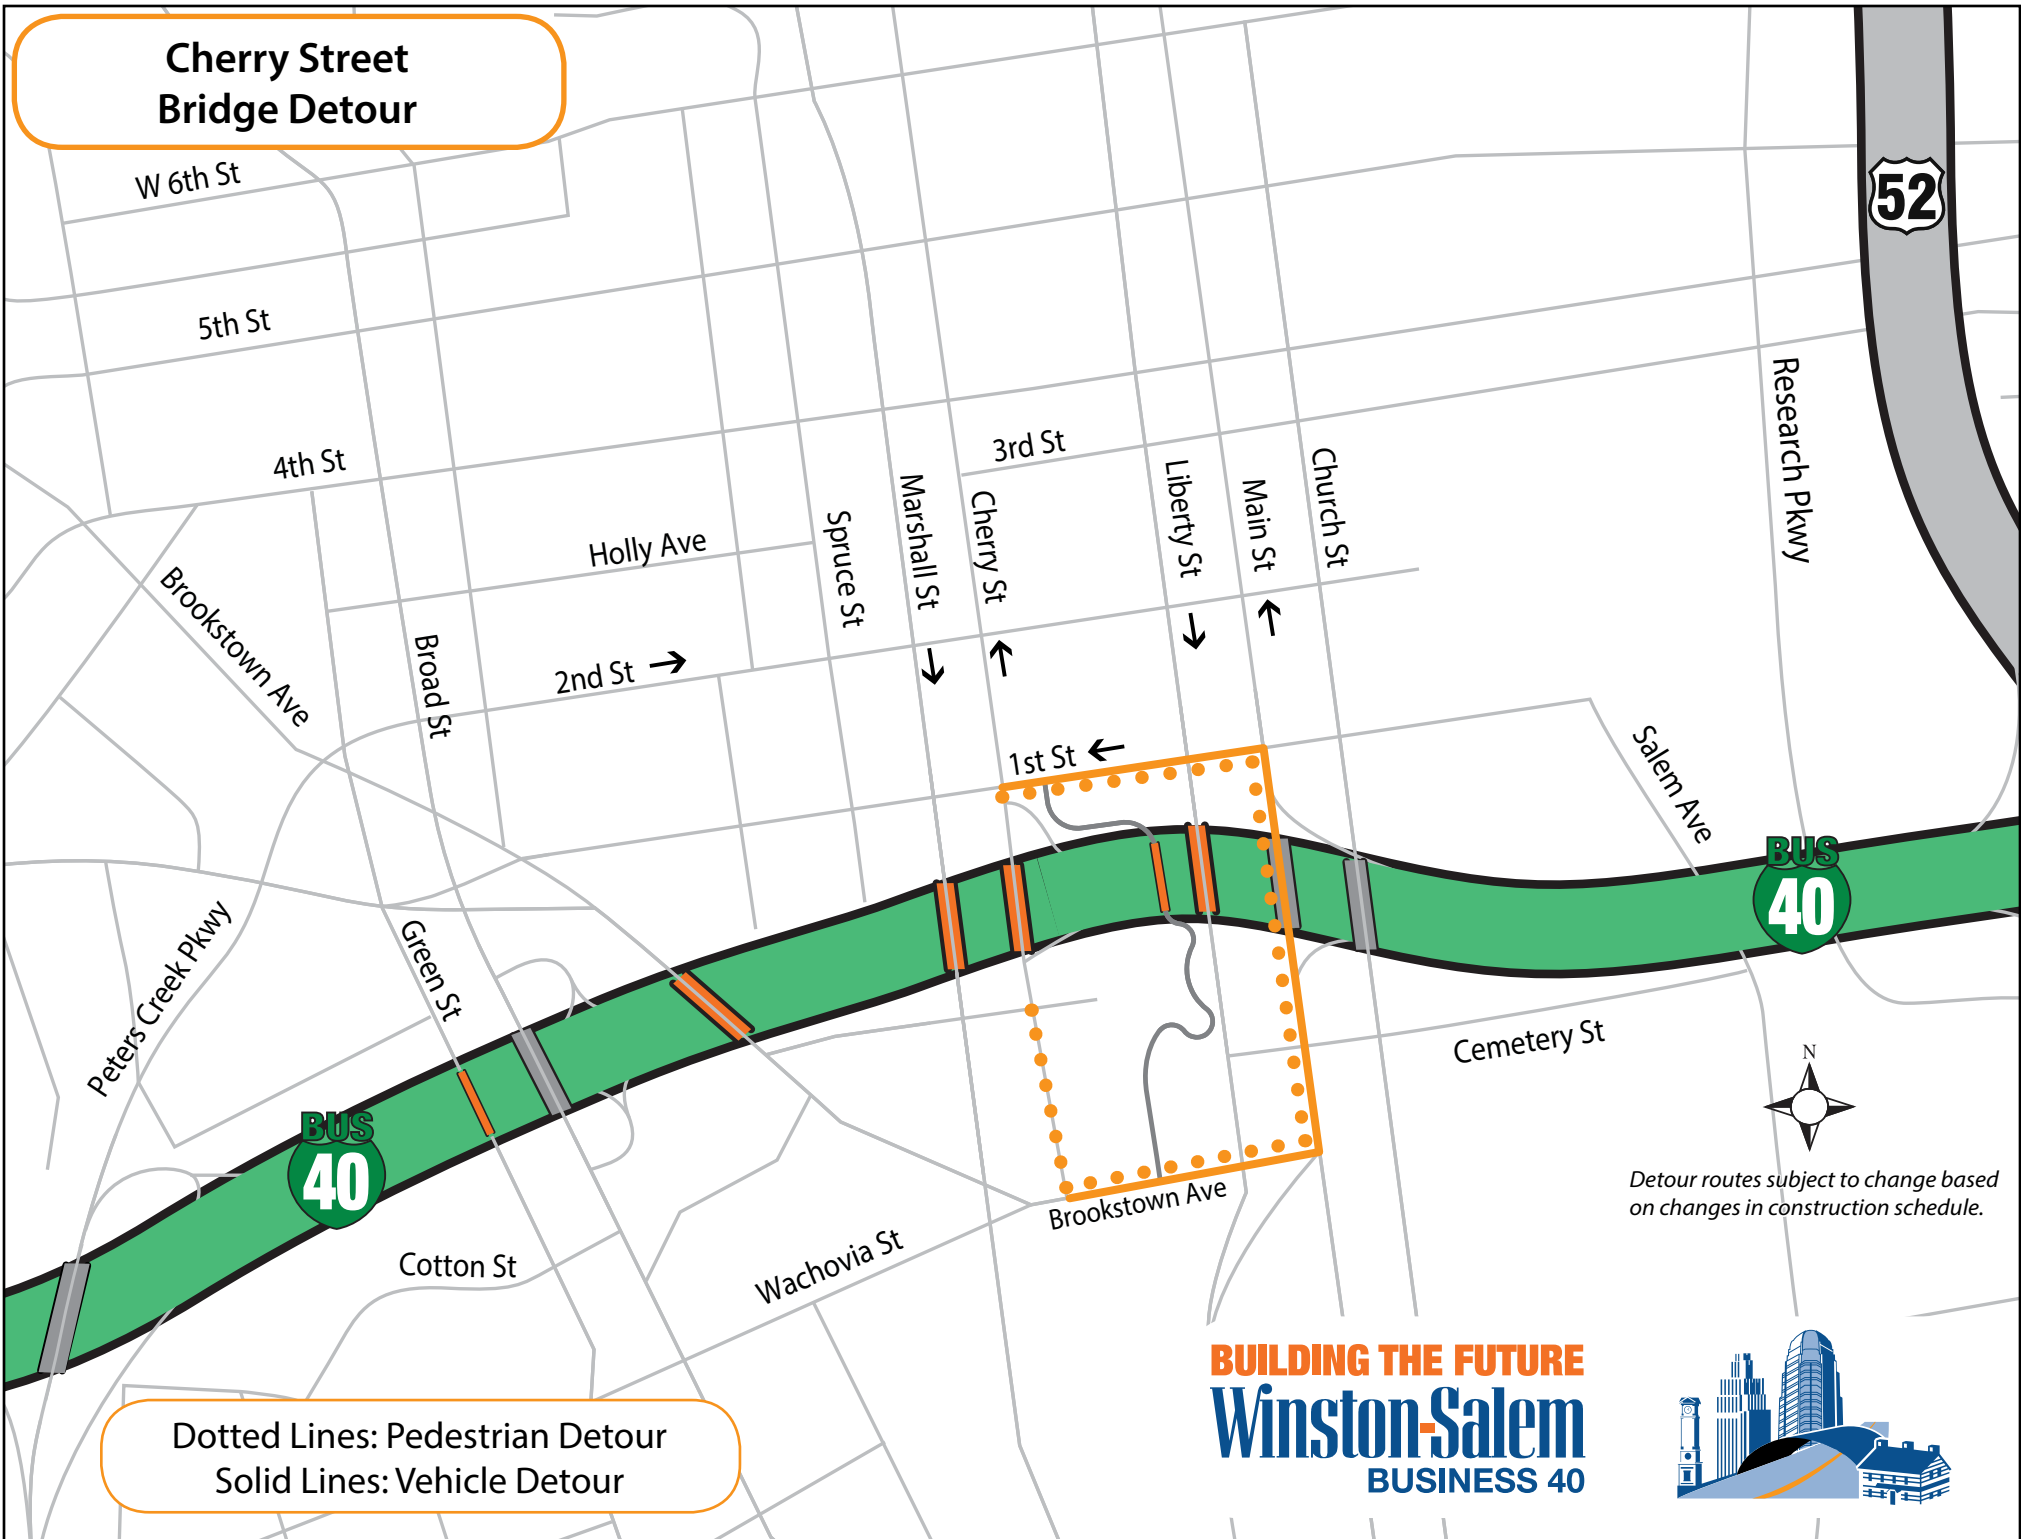 Cherry Street
Bridge Detour
W 6th St
52
5th St
Research Pkwy
4th St
3rd St
Holly Ave
Spruce St
Marshall St
Cherry St
Liberty St
Main St
Church St
Brookstown Ave
Broad St
2nd St
1st St
Salem Ave
BUS
40
Peters Creek Pkwy
Green St
Cemetery St
N
BUS
40
Detour routes subject to change based
on changes in construction schedule.
Brookstown Ave
Cotton St
Wachovia St
BUILDING THE FUTURE
Winston-Salem
BUSINESS 40
Dotted Lines: Pedestrian Detour
Solid Lines: Vehicle Detour